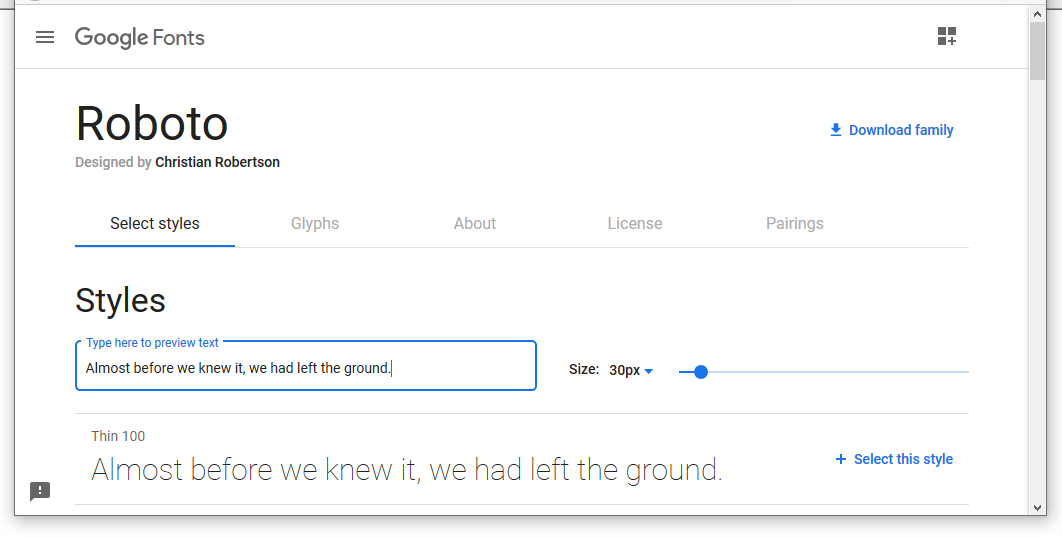 Google Fonts
Roboto
Download family
Designed by Christian Robertson
Select styles Glyphs About License Pairings
Styles
Type here to preview text
Almost before we knew it, we had left the ground.
Size: 30px
Thin 100
Almost before we knew it, we had left the ground.
+ Select this style